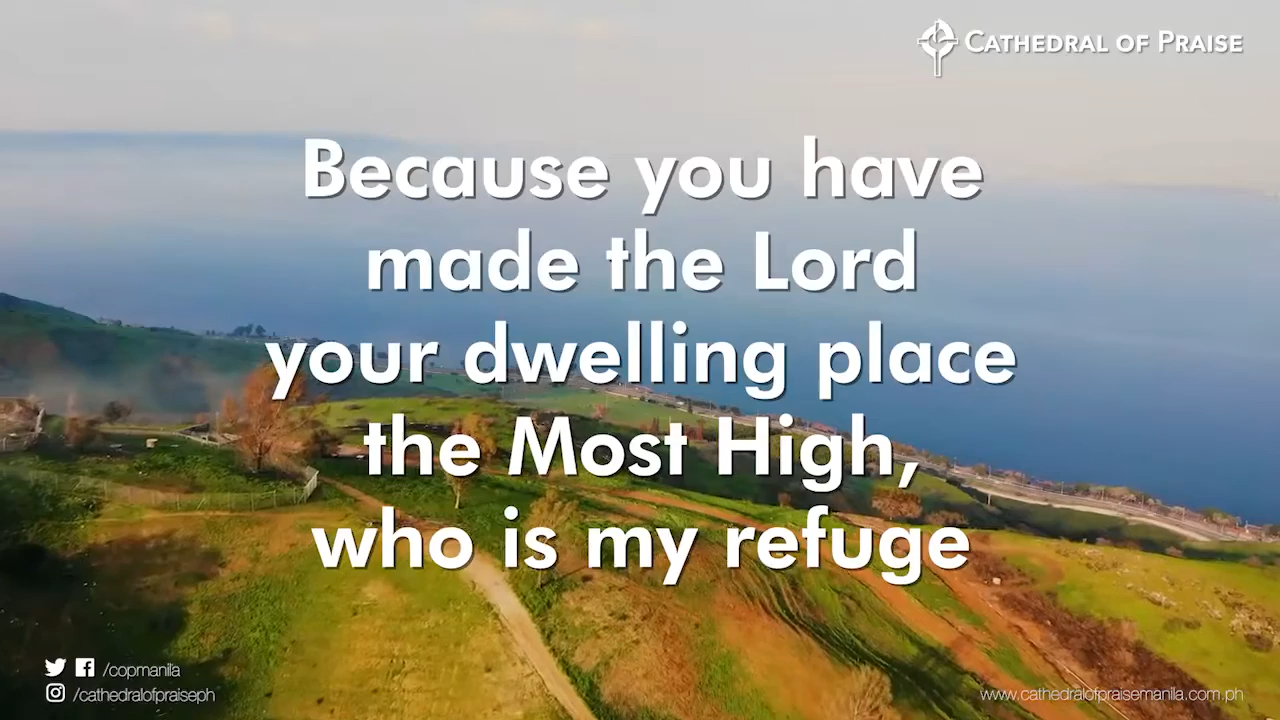 CATHEDRAL OF PRAISE
Because you have
made the Lord
your dwelling place
the Most High,
who is my refuge
/copmanila
/cathedralofpraiseph
www.cathedralofpraisemanila.com.ph